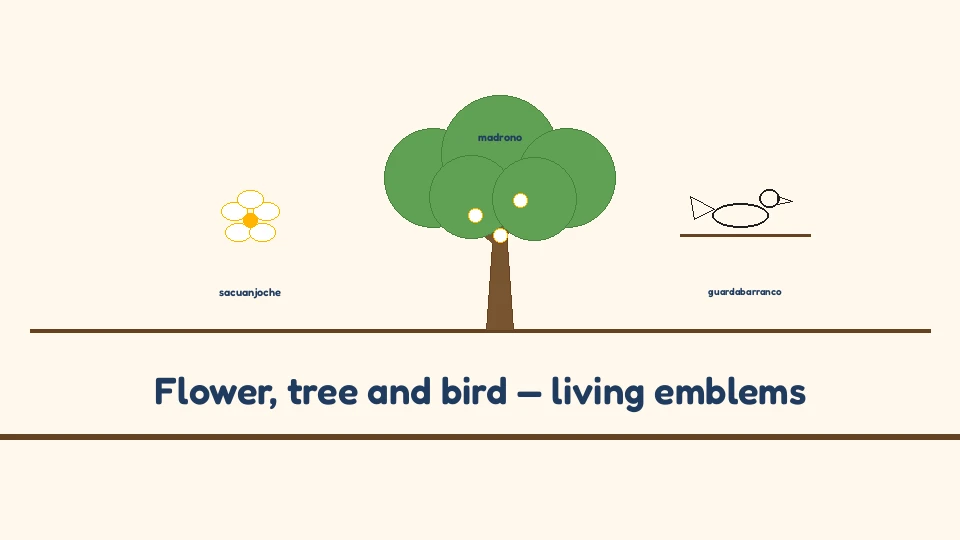 madrono
sacuanjoche
guardabarranco
Flower, tree and bird — living emblems